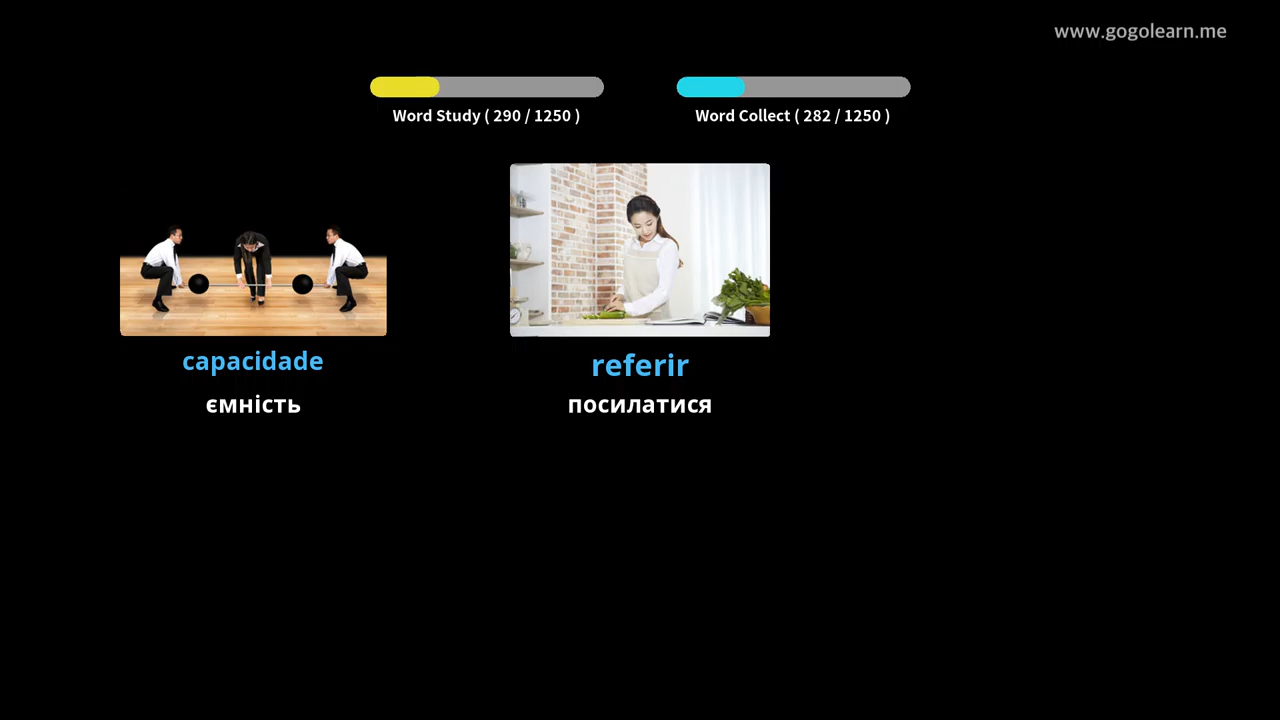 www.gogolearn.me
Word Study ( 290 / 1250 )
Word Collect ( 282 / 1250 )
capacidade
referir
ємність
посилатися